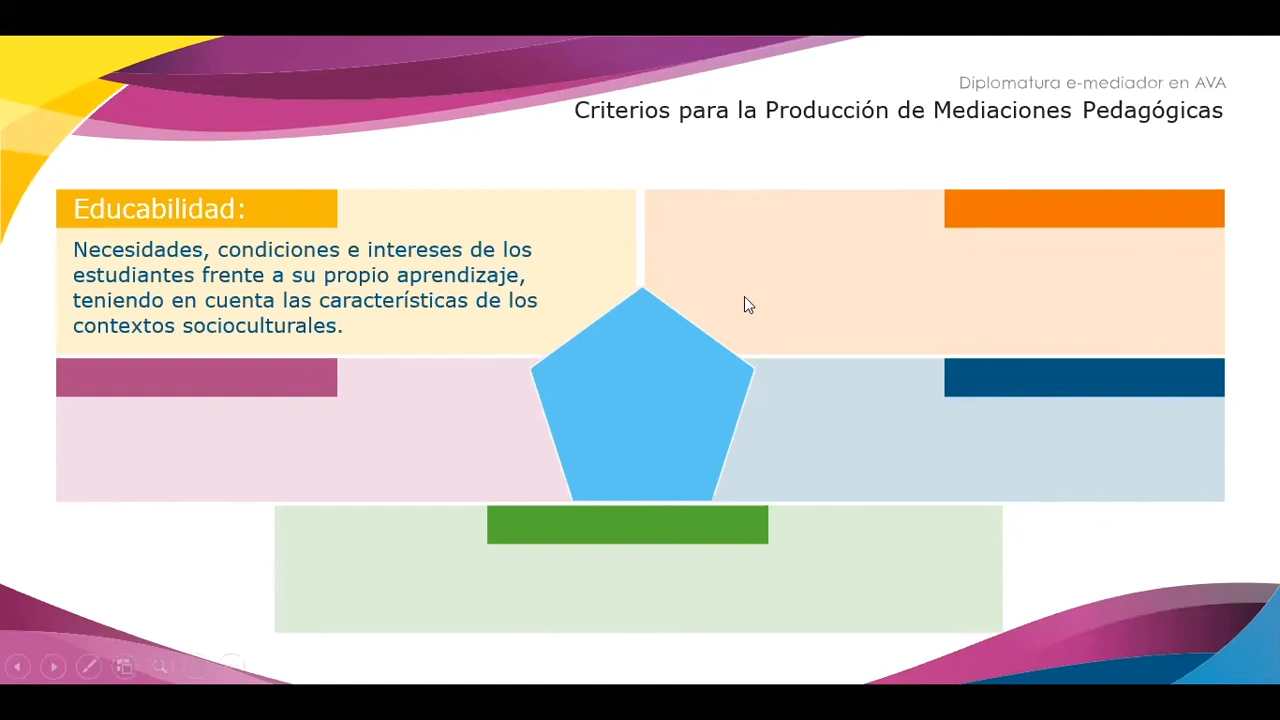 Diplomatura e-mediador en AVA
Criterios para la Producción de Mediaciones Pedagógicas
Educabilidad:
Necesidades, condiciones e intereses de los
estudiantes frente a su propio aprendizaje,
teniendo en cuenta las características de los
contextos socioculturales.